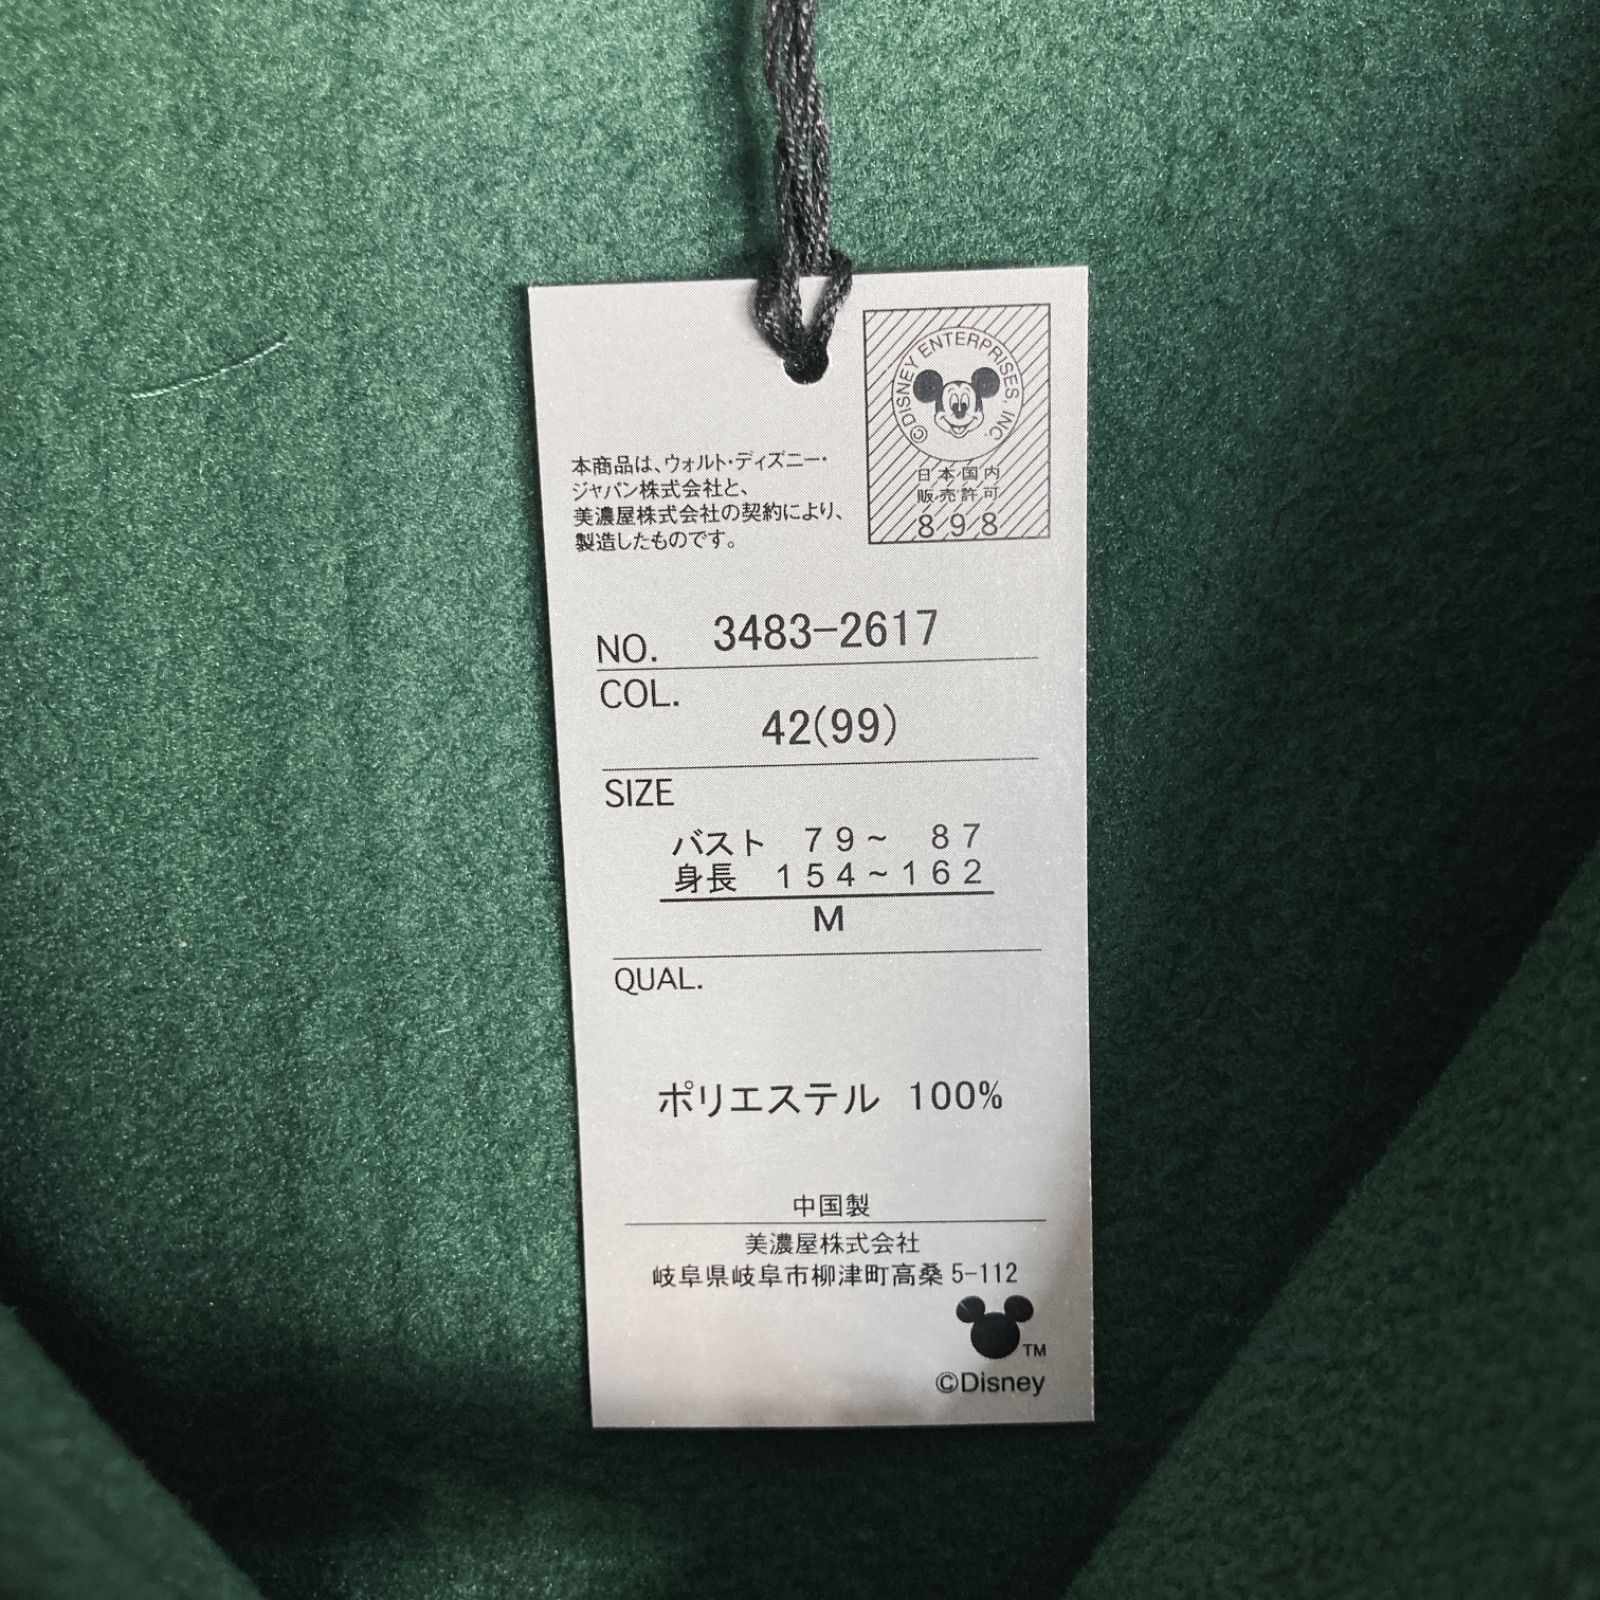 ©DISNEY ENTERPRISES, INC.
日本国内
販売許可
898
本商品は、ウォルト・ディズニー・
ジャパン株式会社と、
美濃屋株式会社の契約により、
製造したものです。
NO. 3483-2617
COL.
42(99)
SIZE
バスト 79~ 87
身長 154~162
M
QUAL.
ポリエステル 100%
中国製
美濃屋株式会社
岐阜県岐阜市柳津町高桑5-112
TM
©Disney